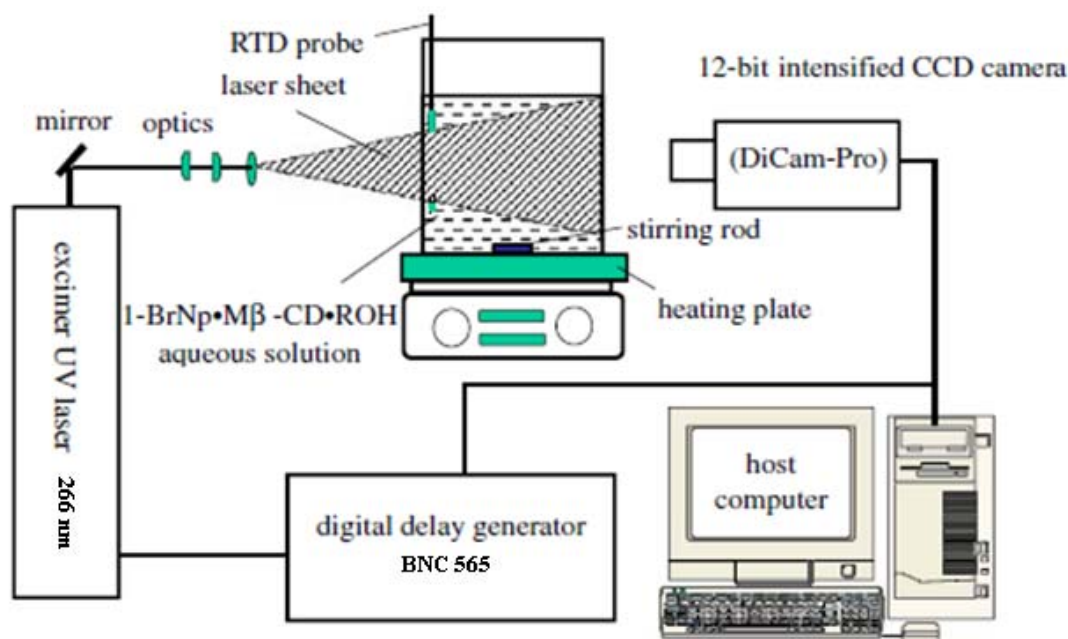 RTD probe
laser sheet
12-bit intensified CCD camera
mirror
optics
(DiCam-Pro)
stirring rod
heating plate
1-BrNp•Mβ -CD•ROH
aqueous solution
excimer UV laser
266 nm
host
computer
digital delay generator
BNC 565